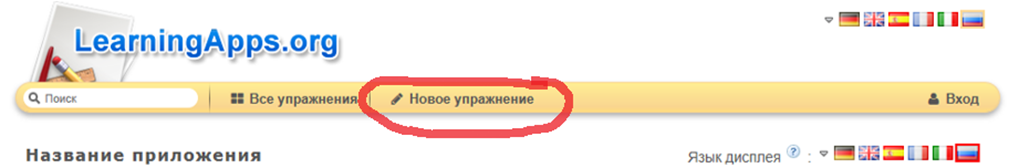 LearningApps.org
Поиск Все упражнения Новое упражнение Вход
Название приложения Язык дисплея ? :